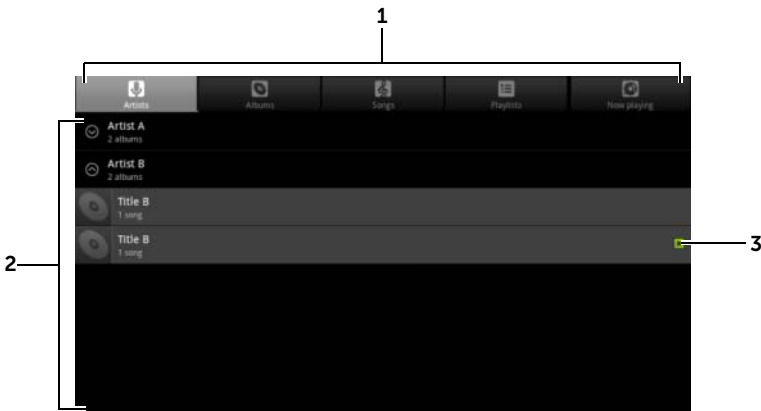 1
Artists Albums Songs Playlists Now playing
Artist A
2 albums
Artist B
2 albums
Title B
1 song
Title B
1 song
2
3